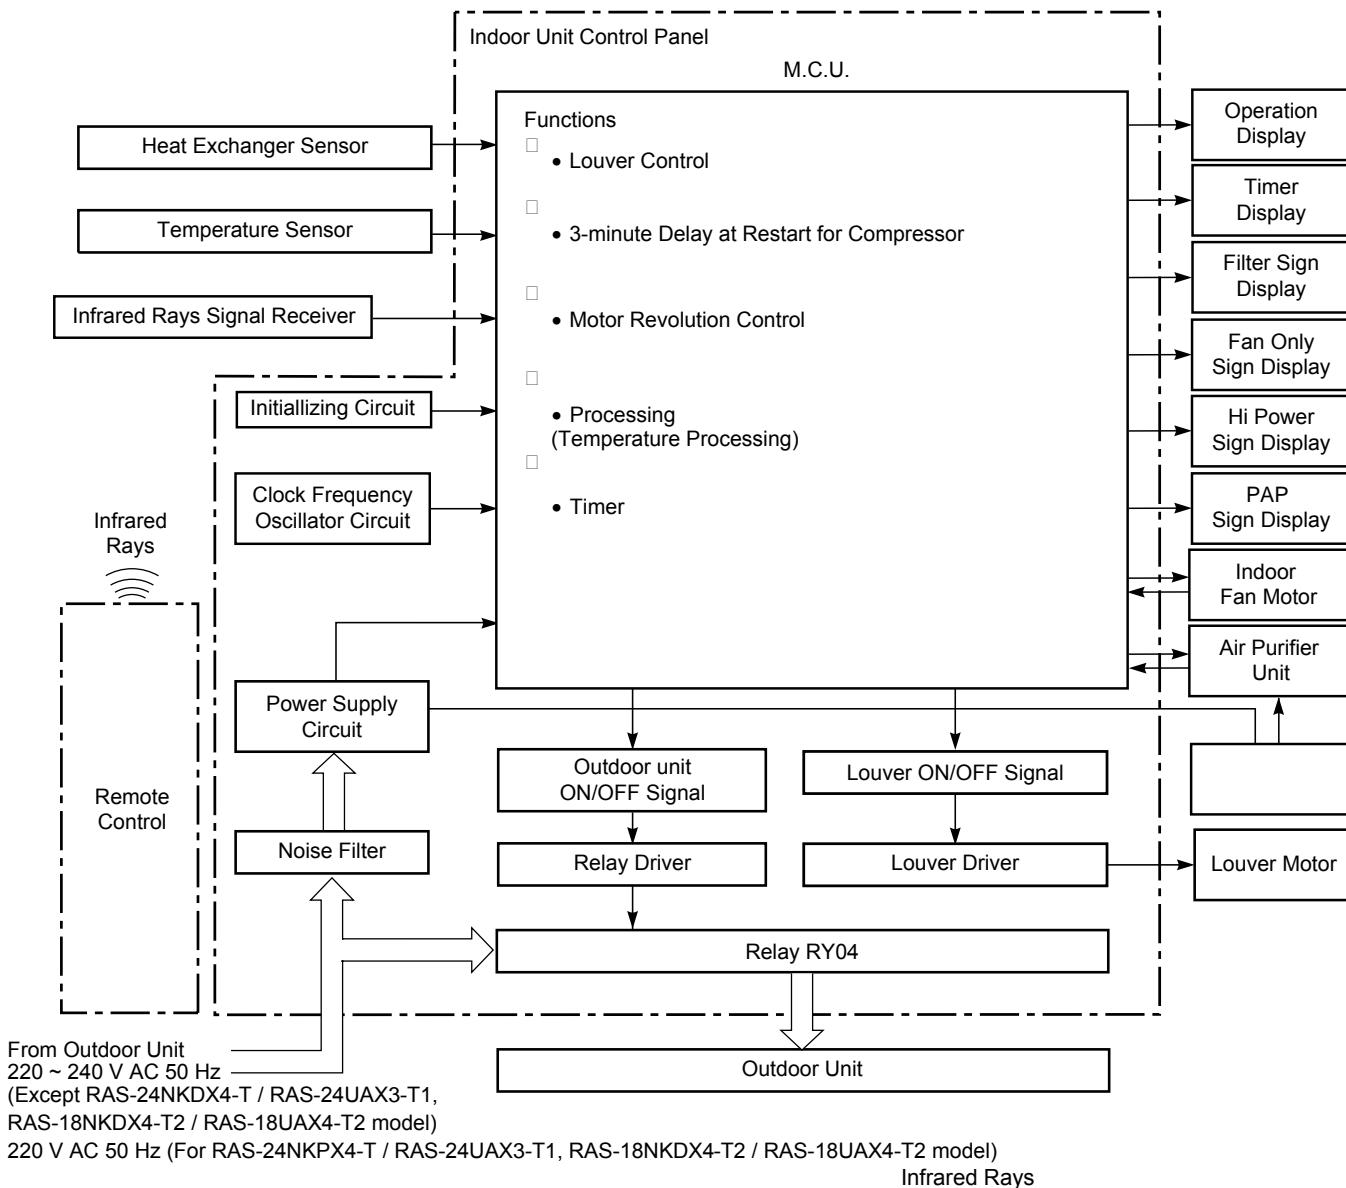 Indoor Unit Control Panel
M.C.U.
Heat Exchanger Sensor
Temperature Sensor
Infrared Rays Signal Receiver
Initiallizing Circuit
Clock Frequency
Oscillator Circuit
Functions
• Louver Control
• 3-minute Delay at Restart for Compressor
• Motor Revolution Control
• Processing
(Temperature Processing)
• Timer
Operation
Display
Timer
Display
Filter Sign
Display
Fan Only
Sign Display
Hi Power
Sign Display
PAP
Sign Display
Indoor
Fan Motor
Air Purifier
Unit
Infrared
Rays
Remote
Control
Power Supply
Circuit
Noise Filter
Outdoor unit
ON/OFF Signal
Relay Driver
Louver ON/OFF Signal
Louver Driver
Louver Motor
Relay RY04
Outdoor Unit
From Outdoor Unit
220 ~ 240 V AC 50 Hz
(Except RAS-24NKDX4-T / RAS-24UAX3-T1,
RAS-18NKDX4-T2 / RAS-18UAX4-T2 model)
220 V AC 50 Hz (For RAS-24NKPX4-T / RAS-24UAX3-T1, RAS-18NKDX4-T2 / RAS-18UAX4-T2 model)
Infrared Rays